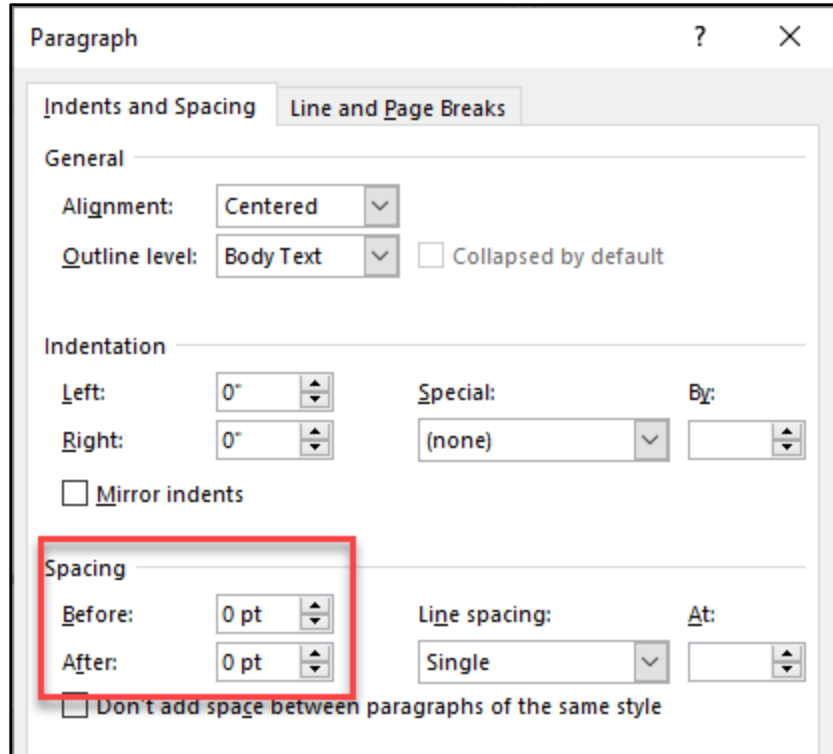 Paragraph ?
Indents and Spacing Line and Page Breaks
General
Alignment: Centered
Outline level: Body Text Collapsed by default
Indentation
Left: 0" Special: By:
Right: 0" (none)
Mirror indents
Spacing
Before: 0 pt Line spacing: At:
After: 0 pt Single
Don't add space between paragraphs of the same style